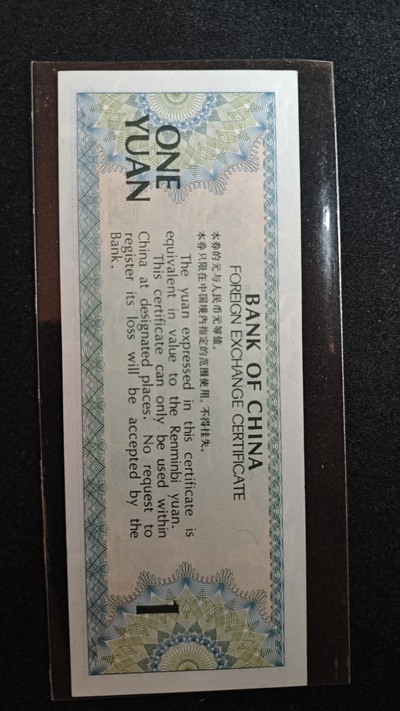 BANK OF CHINA
FOREIGN EXCHANGE CERTIFICATE
本券的元与人民币元等值。
本券只限在中国境内指定的范围使用，不得挂失。
ONE
YUAN
The yuan expressed in this certificate is
equivalent in value to the Renminbi yuan.
This certificate can only be used within
China at designated places. No request to
register its loss will be accepted by the
Bank.
1